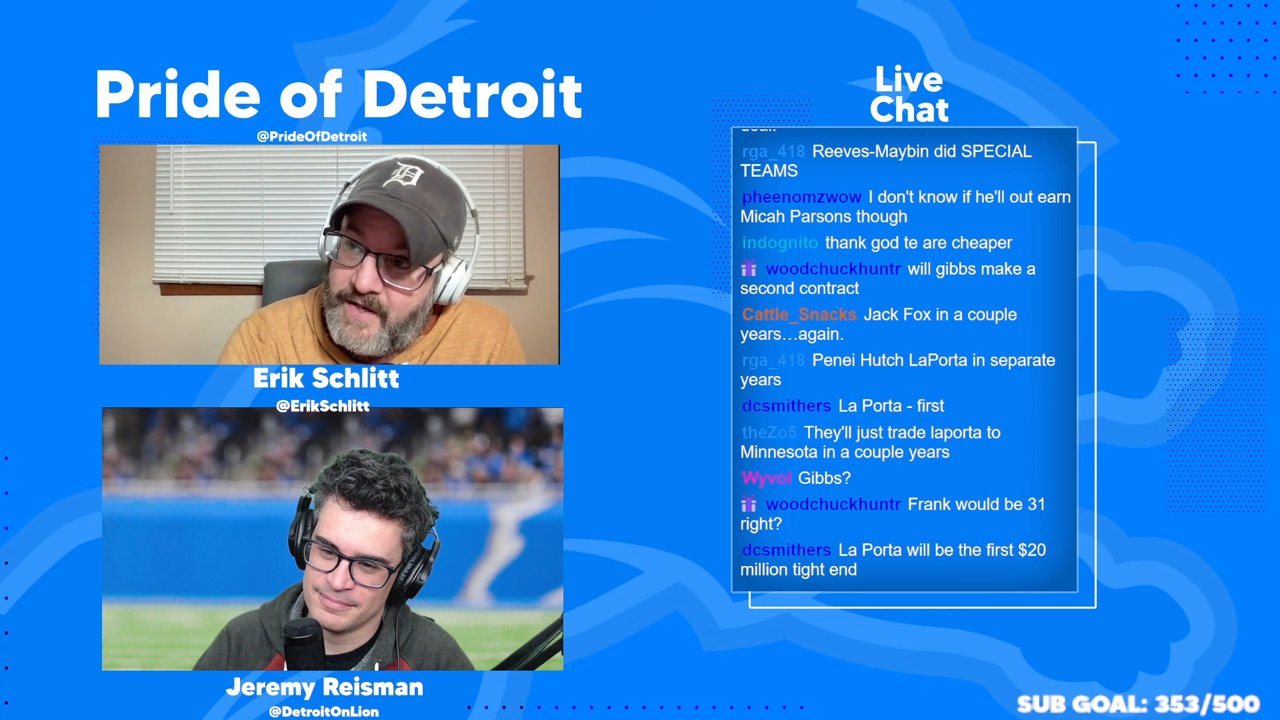 Pride of Detroit
@PrideOfDetroit
Erik Schlitt
@ErikSchlitt
Jeremy Reisman
@DetroitOnLion
Live
Chat
rga_418 Reeves-Maybin did SPECIAL
TEAMS
pheenomzwow I don't know if he'll out earn
Micah Parsons though
indognito thank god te are cheaper
woodchuckhuntr will gibbs make a
second contract
Cattle_Snacks Jack Fox in a couple
years...again.
rga_418 Penei Hutch LaPorta in separate
years
dcsmithers La Porta - first
theZo5 They'll just trade laporta to
Minnesota in a couple years
Wyvol Gibbs?
woodchuckhuntr Frank would be 31
right?
dcsmithers La Porta will be the first $20
million tight end
SUB GOAL: 353/500